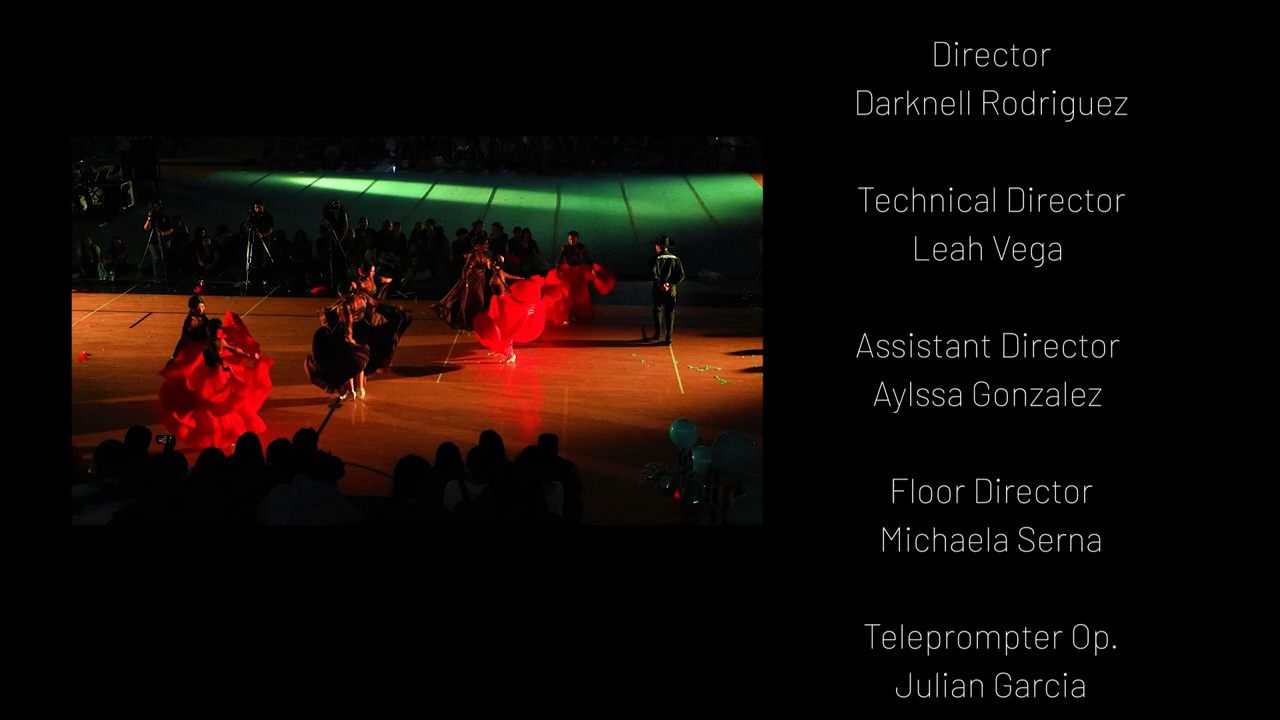 Director
Darknell Rodriguez
Technical Director
Leah Vega
Assistant Director
Aylssa Gonzalez
Floor Director
Michaela Serna
Teleprompter Op.
Julian Garcia